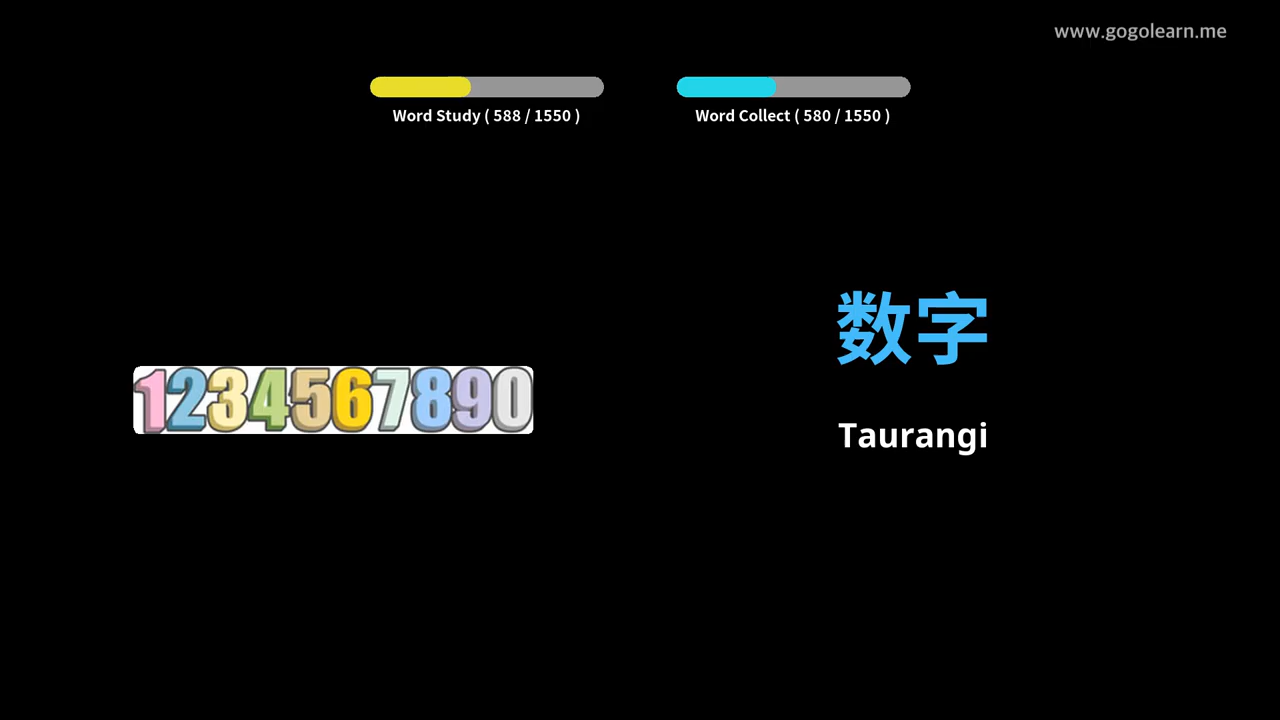 www.gogolearn.me
Word Study ( 588 / 1550 )
Word Collect ( 580 / 1550 )
数字
1234567890
Taurangi